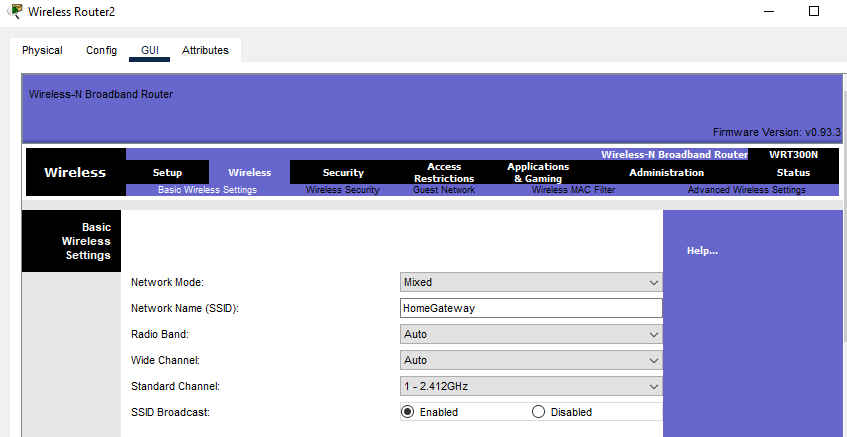 Wireless Router2
Physical Config GUI Attributes
Wireless-N Broadband Router
Firmware Version: v0.93.3
Wireless-N Broadband Router WRT300N
Wireless Setup Wireless Security Access Restrictions Applications & Gaming Administration Status
Basic Wireless Settings Wireless Security Guest Network Wireless MAC Filter Advanced Wireless Settings
Basic
Wireless
Settings
Help...
Network Mode: Mixed
Network Name (SSID): HomeGateway
Radio Band: Auto
Wide Channel: Auto
Standard Channel: 1 - 2.412GHz
SSID Broadcast: Enabled Disabled